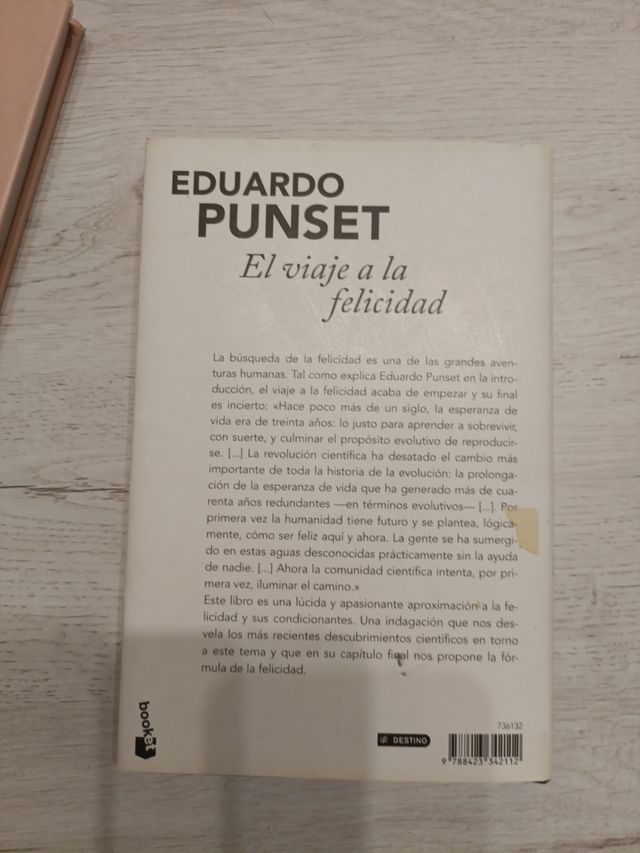 EDUARDO
PUNSET
El viaje a la
felicidad
La búsqueda de la felicidad es una de las grandes aven-
turas humanas. Tal como explica Eduardo Punset en la intro-
ducción, el viaje a la felicidad acaba de empezar y su final
es incierto: «Hace poco más de un siglo, la esperanza de
vida era de treinta años: lo justo para aprender a sobrevivir,
con suerte, y culminar el propósito evolutivo de reproducir-
se. [...] La revolución científica ha desatado el cambio más
importante de toda la historia de la evolución: la prolonga-
ción de la esperanza de vida que ha generado más de cua-
renta años redundantes —en términos evolutivos— [...]. Por
primera vez la humanidad tiene futuro y se plantea, lógica-
mente, cómo ser feliz aquí y ahora. La gente se ha sumergi-
do en estas aguas desconocidas prácticamente sin la ayuda
de nadie. [...] Ahora la comunidad científica intenta, por pri-
mera vez, iluminar el camino.»
Este libro es una lúcida y apasionante aproximación a la fe-
licidad y sus condicionantes. Una indagación que nos des-
vela los más recientes descubrimientos científicos en torno
a este tema y que en su capítulo final nos propone la fór-
mula de la felicidad.
booket
DESTINO
736132
9 788423 342112